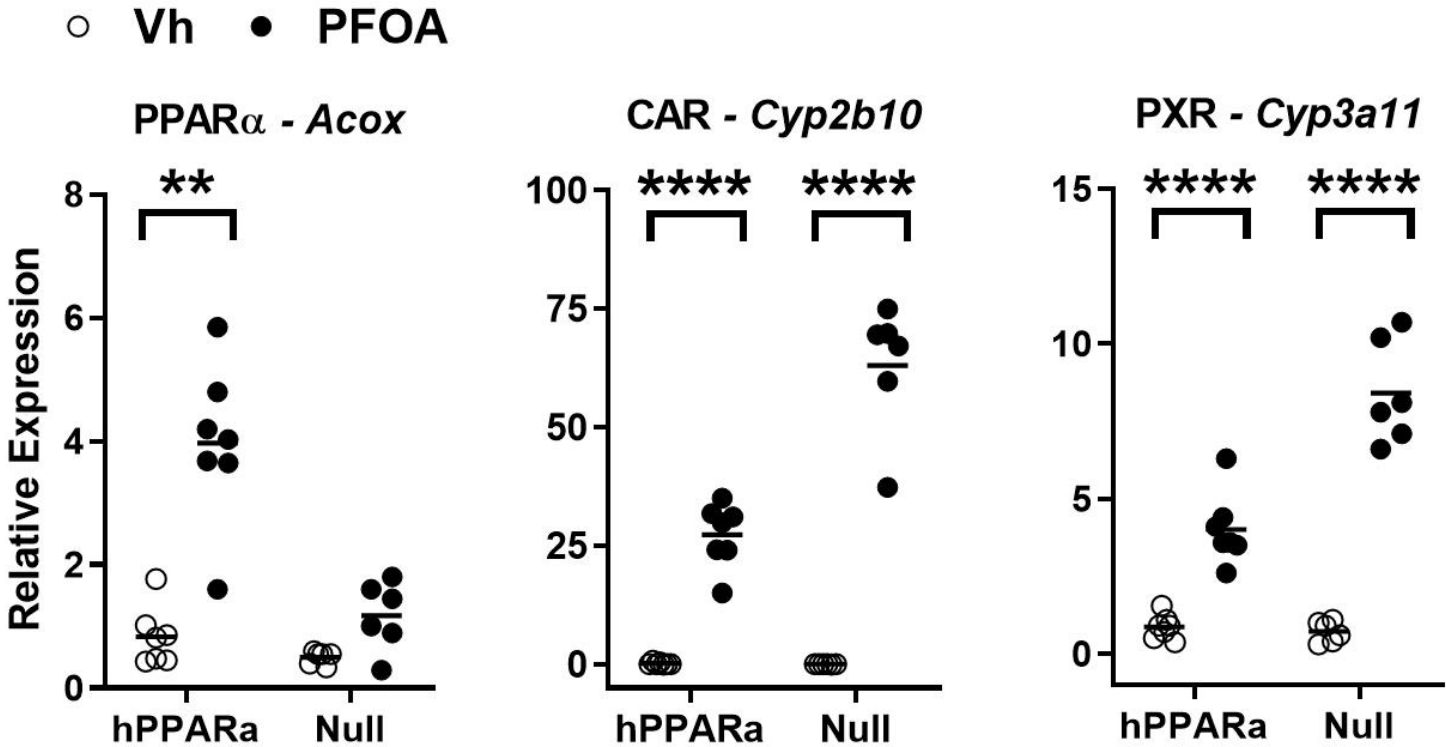 Vh PFOA
PPARα - Acox
CAR - Cyp2b10
PXR - Cyp3a11
Relative Expression
8
6
4
2
0
**
hPPARa Null
100
75
50
25
0
**** ****
hPPARa Null
15
10
5
0
**** ****
hPPARa Null